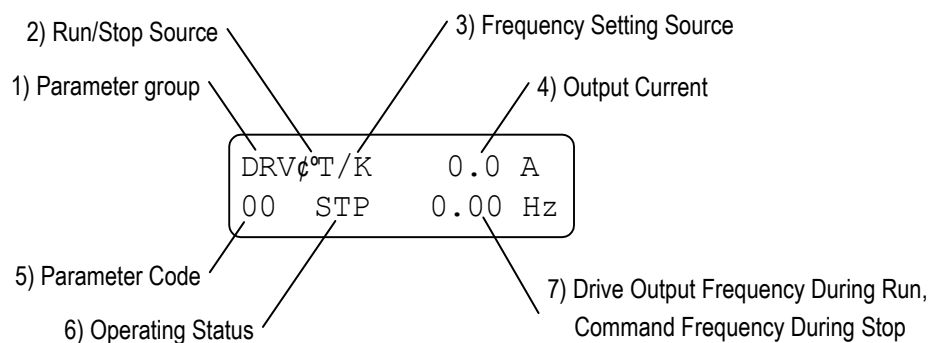 2) Run/Stop Source
3) Frequency Setting Source
1) Parameter group
4) Output Current
DRV¢ºT/K 0.0 A
00 STP 0.00 Hz
5) Parameter Code
7) Drive Output Frequency During Run,
Command Frequency During Stop
6) Operating Status